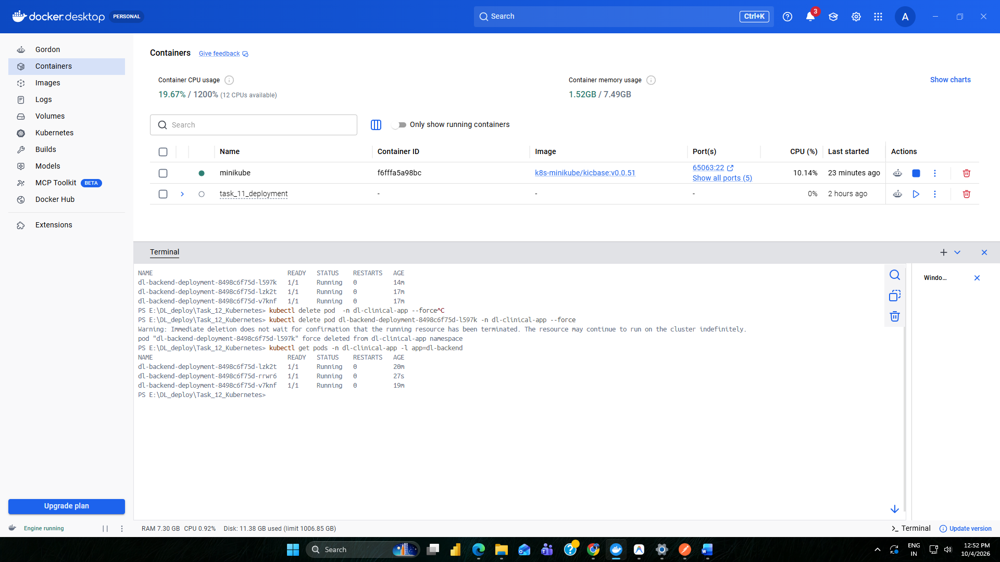 docker.desktop PERSONAL
Search Ctrl+K
3
A
Gordon
Containers
Images
Logs
Volumes
Kubernetes
Builds
Models
MCP Toolkit BETA
Docker Hub
Extensions
Upgrade plan
Containers Give feedback
Container CPU usage
19.67% / 1200% (12 CPUs available)
Container memory usage
1.52GB / 7.49GB
Show charts
Search
Only show running containers
Name Container ID Image Port(s) CPU (%) Last started Actions
minikube f6fffa5a98bc k8s-minikube/kicbase:v0.0.51 65063:22 10.14% 23 minutes ago
Show all ports (5)
task_11_deployment - - - 0% 2 hours ago
Terminal
NAME READY STATUS RESTARTS AGE
dl-backend-deployment-8498c6f75d-l597k 1/1 Running 0 14m
dl-backend-deployment-8498c6f75d-lzk2t 1/1 Running 0 17m
dl-backend-deployment-8498c6f75d-v7knf 1/1 Running 0 17m
PS E:\DL_deploy\Task_12_Kubernetes> kubectl delete pod  -n dl-clinical-app --force^C
PS E:\DL_deploy\Task_12_Kubernetes> kubectl delete pod dl-backend-deployment-8498c6f75d-l597k -n dl-clinical-app --force
Warning: Immediate deletion does not wait for confirmation that the running resource has been terminated. The resource may continue to run on the cluster indefinitely.
pod "dl-backend-deployment-8498c6f75d-l597k" force deleted from dl-clinical-app namespace
PS E:\DL_deploy\Task_12_Kubernetes> kubectl get pods -n dl-clinical-app -l app=dl-backend
NAME READY STATUS RESTARTS AGE
dl-backend-deployment-8498c6f75d-lzk2t 1/1 Running 0 20m
dl-backend-deployment-8498c6f75d-rrwr6 1/1 Running 0 27s
dl-backend-deployment-8498c6f75d-v7knf 1/1 Running 0 19m
PS E:\DL_deploy\Task_12_Kubernetes>
Windo...
Engine running
RAM 7.30 GB CPU 0.92% Disk: 11.38 GB used (limit 1006.85 GB)
Terminal
Update version
Search
ENG
IN
12:52 PM
10/4/2026